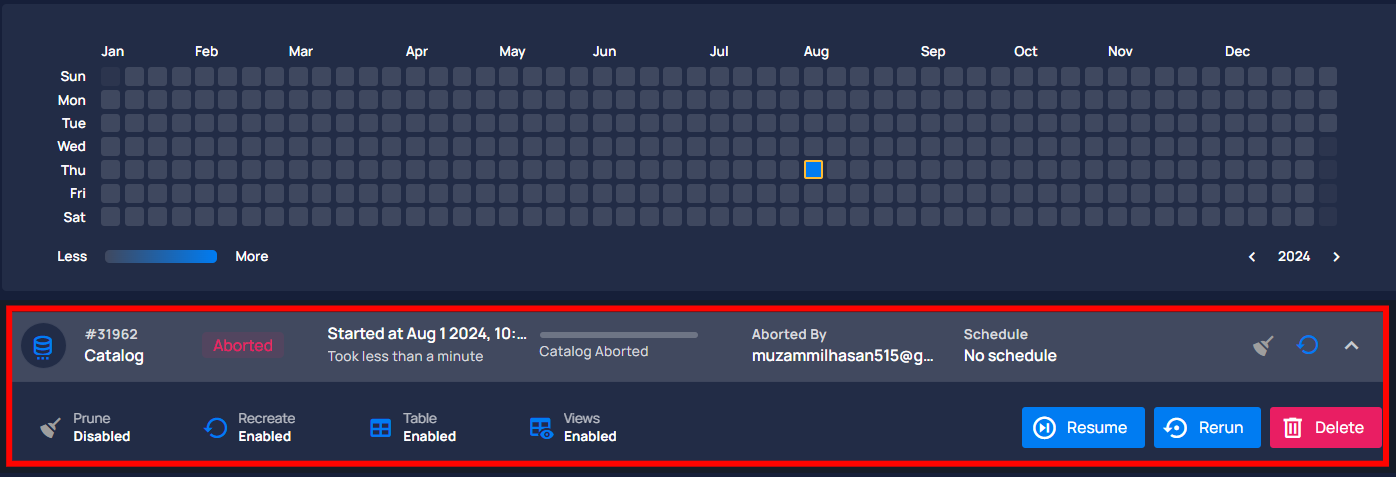 Jan Feb Mar Apr May Jun Jul Aug Sep Oct Nov Dec
Sun
Mon
Tue
Wed
Thu
Fri
Sat
Less More
2024
#31962
Catalog
Aborted
Started at Aug 1 2024, 10:...
Took less than a minute
Catalog Aborted
Aborted By
muzammilhasan515@g...
Schedule
No schedule
Prune
Disabled
Recreate
Enabled
Table
Enabled
Views
Enabled
Resume
Rerun
Delete